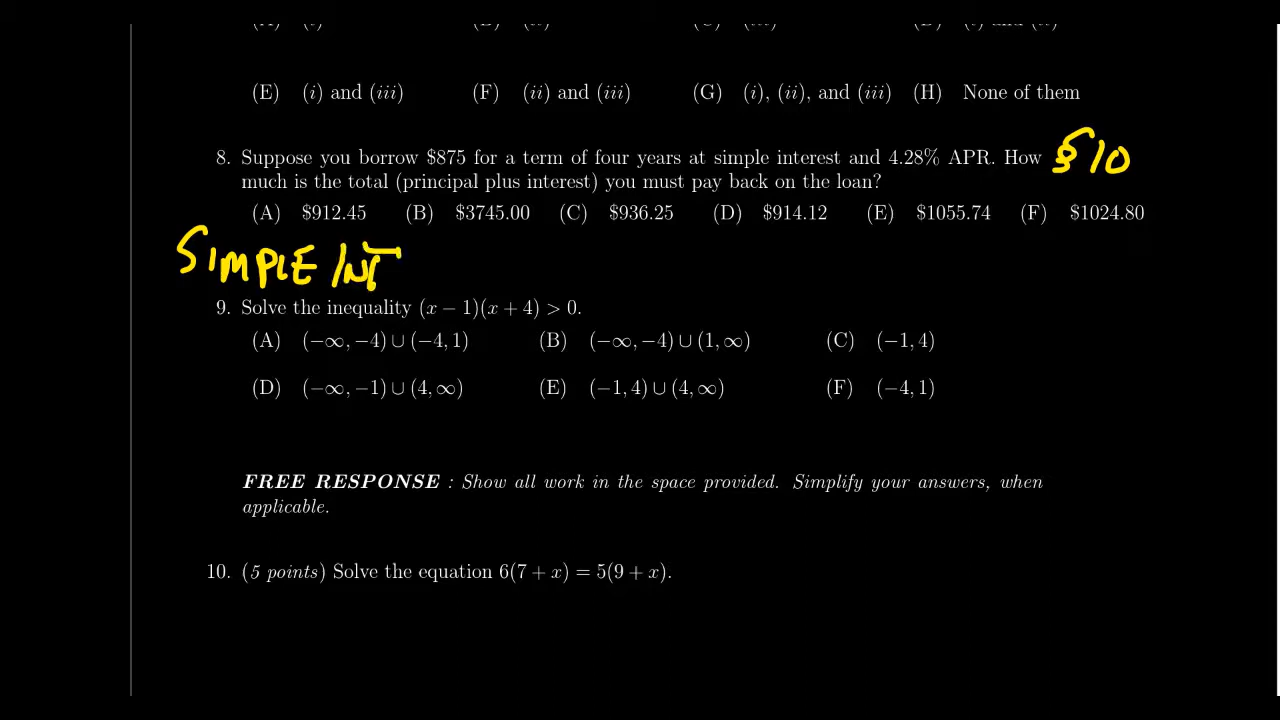 (E) (i) and (iii) (F) (ii) and (iii) (G) (i), (ii), and (iii) (H) None of them
8. Suppose you borrow $875 for a term of four years at simple interest and 4.28% APR. How § 10
much is the total (principal plus interest) you must pay back on the loan?
(A) $912.45 (B) $3745.00 (C) $936.25 (D) $914.12 (E) $1055.74 (F) $1024.80
SIMPLE INT
9. Solve the inequality (x − 1)(x + 4) > 0.
(A) (−∞, −4) ∪ (−4, 1) (B) (−∞, −4) ∪ (1, ∞) (C) (−1, 4)
(D) (−∞, −1) ∪ (4, ∞) (E) (−1, 4) ∪ (4, ∞) (F) (−4, 1)
FREE RESPONSE : Show all work in the space provided. Simplify your answers, when
applicable.
10. (5 points) Solve the equation 6(7 + x) = 5(9 + x).